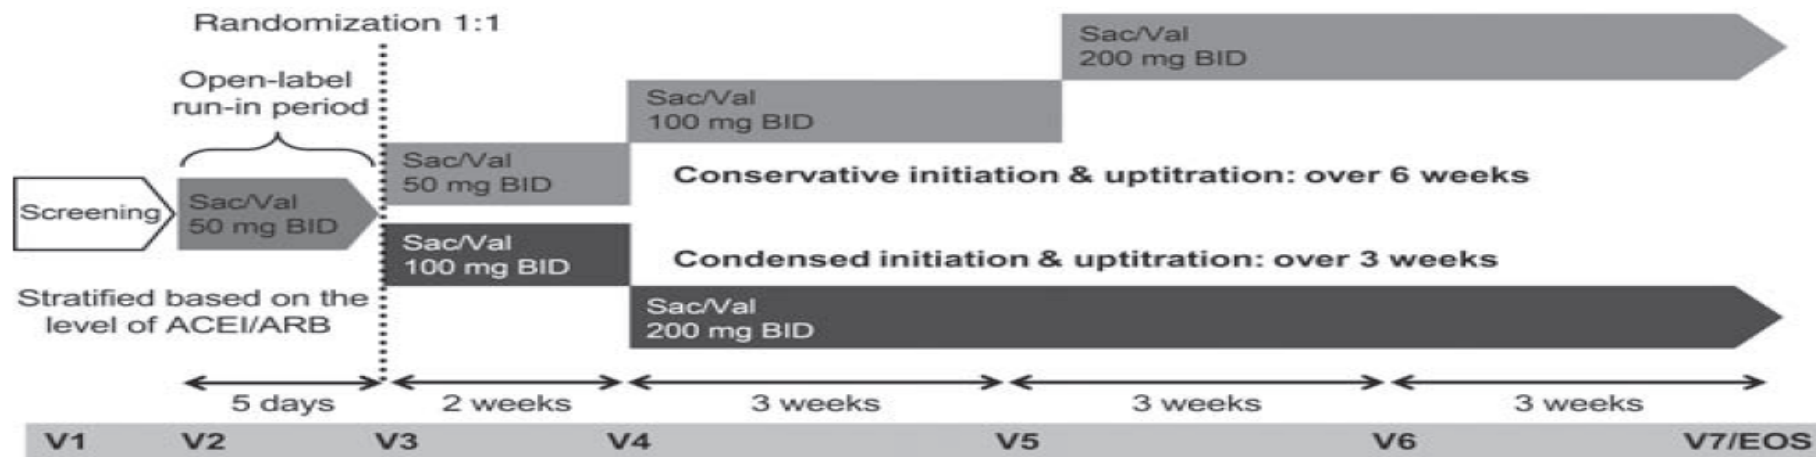 Randomization 1:1
Open-label
run-in period
Screening
Sac/Val
50 mg BID
Stratified based on the
level of ACEI/ARB
Sac/Val
50 mg BID
Sac/Val
100 mg BID
Sac/Val
200 mg BID
Conservative initiation & uptitration: over 6 weeks
Sac/Val
100 mg BID
Condensed initiation & uptitration: over 3 weeks
Sac/Val
200 mg BID
5 days
2 weeks
3 weeks
3 weeks
3 weeks
V1
V2
V3
V4
V5
V6
V7/EOS